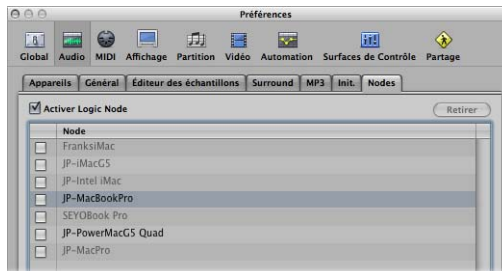 Préférences
Global Audio MIDI Affichage Partition Vidéo Automation Surfaces de Contrôle Partage
Appareils Général Éditeur des échantillons Surround MP3 Init. Nodes
Activer Logic Node Retirer
Node
FranksiMac
JP-iMacG5
JP-Intel iMac
JP-MacBookPro
SEYOBook Pro
JP-PowerMacG5 Quad
JP-MacPro